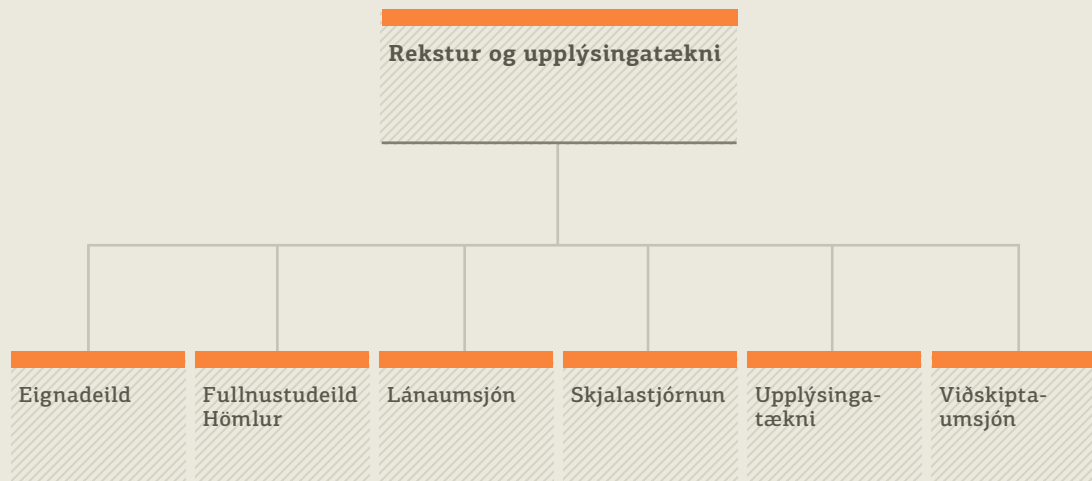 Rekstur og upplýsingatækni
Eignadeild
Fullnustudeild
Hömlur
Lánaumsjón
Skjalastjórnun
Upplýsinga-
tækni
Viðskipta-
umsjón